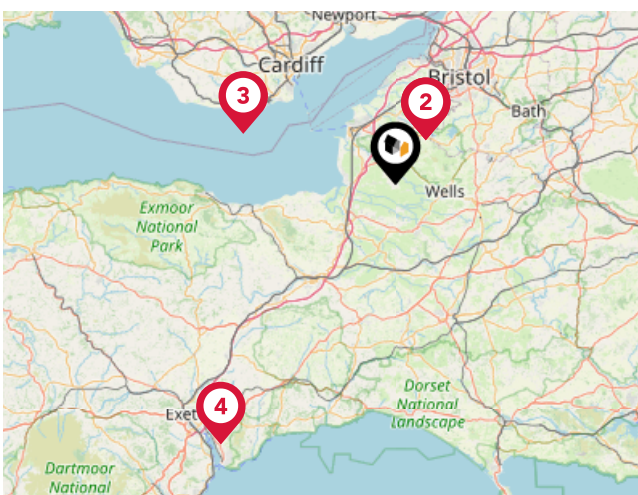 Newport
Cardiff
3
Bristol
2
Bath
Wells
Exmoor
National
Park
Dorset
National
Landscape
4
Exet
Dartmoor
National